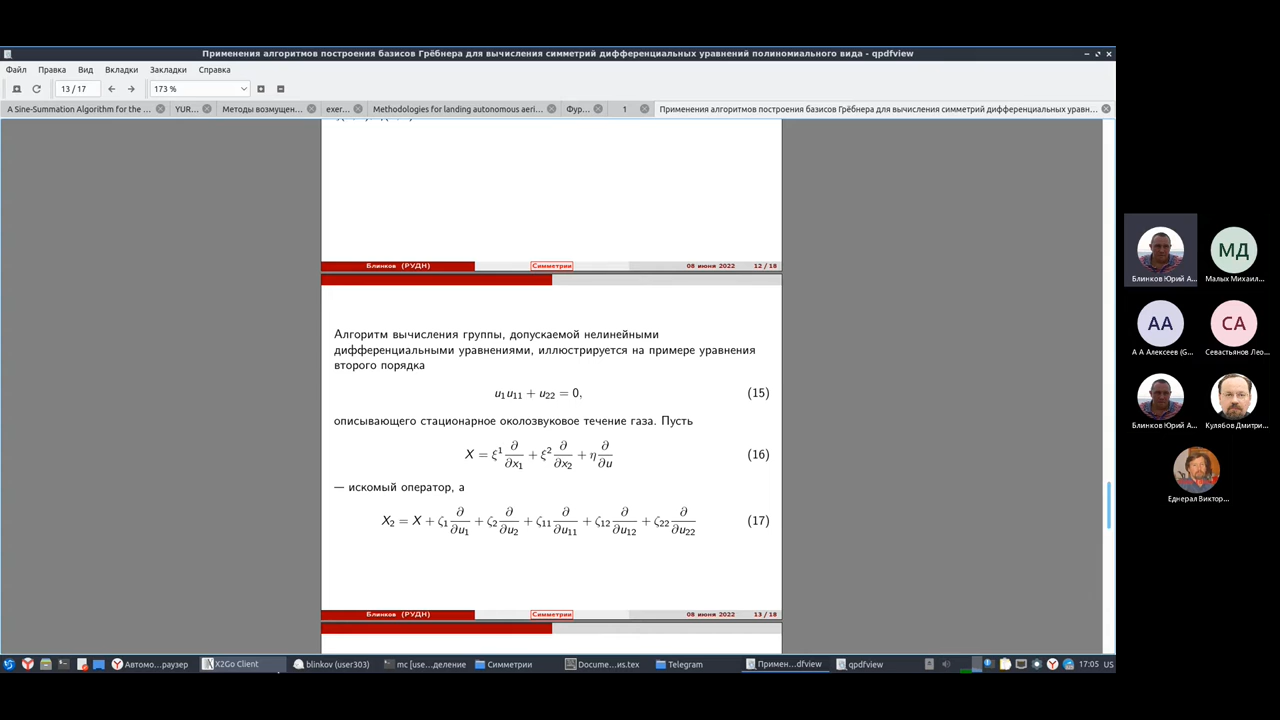 Применения алгоритмов построения базисов Грёбнера для вычисления симметрий дифференциальных уравнений полиномиального вида - qpdfview
Файл Правка Вид Вкладки Закладки Справка
13 / 17 173 %
A Sine-Summation Algorithm for the ... YUR... Методы возмущен... exer... Methodologies for landing autonomous aeri... Фур... 1 Применения алгоритмов построения базисов Грёбнера для вычисления симметрий дифференциальных уравн...
Блинков (РУДН) Симметрии 08 июня 2022 12 / 18
Алгоритм вычисления группы, допускаемой нелинейными
дифференциальными уравнениями, иллюстрируется на примере уравнения
второго порядка
u₁u₁₁ + u₂₂ = 0, (15)
описывающего стационарное околозвуковое течение газа. Пусть
X = ξ¹ ∂/∂x₁ + ξ² ∂/∂x₂ + η ∂/∂u (16)
— искомый оператор, а
X₂ = X + ζ₁ ∂/∂u₁ + ζ₂ ∂/∂u₂ + ζ₁₁ ∂/∂u₁₁ + ζ₁₂ ∂/∂u₁₂ + ζ₂₂ ∂/∂u₂₂ (17)
Блинков (РУДН) Симметрии 08 июня 2022 13 / 18
Автомо...раузер X2Go Client blinkov (user303) mc [use...деление Симметрии Docume...ис.tex Telegram Примен...dfview qpdfview 17:05 US
МД
Блинков Юрий А... Малых Михаил...
АА СА
А А Алексеев (G... Севастьянов Лео...
Блинков Юрий А... Кулябов Дмитри...
Еднерал Виктор...